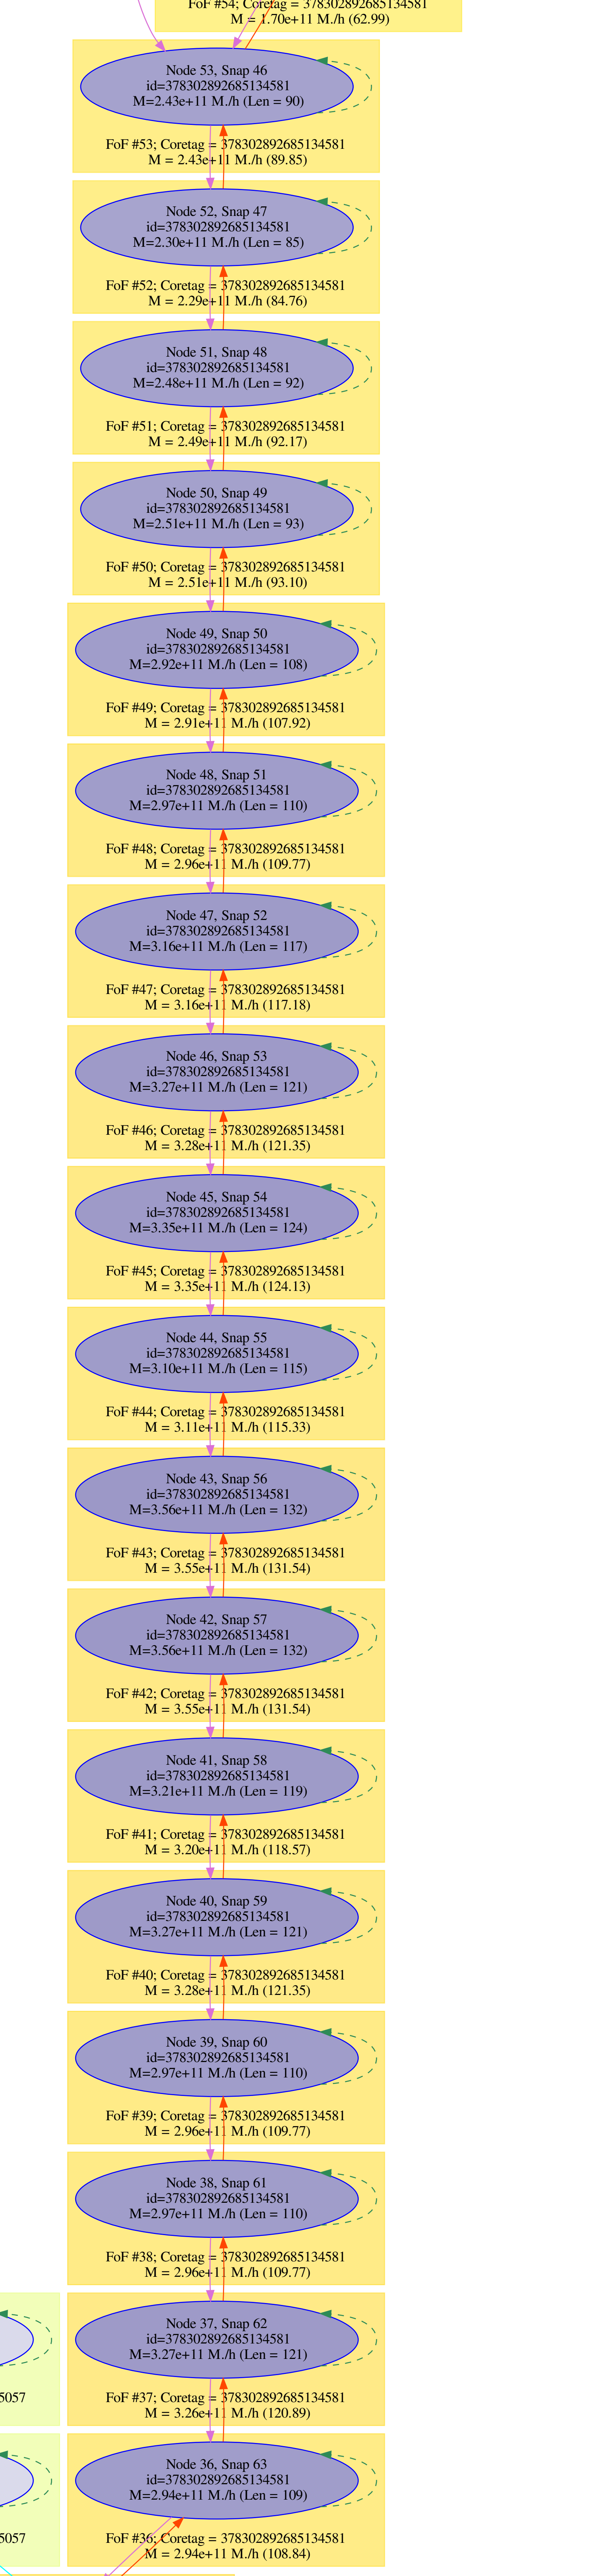 FoF #54; Coretag = 378302892685134581
M = 1.70e+11 M./h (62.99)
Node 53, Snap 46
id=378302892685134581
M=2.43e+11 M./h (Len = 90)
FoF #53; Coretag = 378302892685134581
M = 2.43e+11 M./h (89.85)
Node 52, Snap 47
id=378302892685134581
M=2.30e+11 M./h (Len = 85)
FoF #52; Coretag = 378302892685134581
M = 2.29e+11 M./h (84.76)
Node 51, Snap 48
id=378302892685134581
M=2.48e+11 M./h (Len = 92)
FoF #51; Coretag = 378302892685134581
M = 2.49e+11 M./h (92.17)
Node 50, Snap 49
id=378302892685134581
M=2.51e+11 M./h (Len = 93)
FoF #50; Coretag = 378302892685134581
M = 2.51e+11 M./h (93.10)
Node 49, Snap 50
id=378302892685134581
M=2.92e+11 M./h (Len = 108)
FoF #49; Coretag = 378302892685134581
M = 2.91e+11 M./h (107.92)
Node 48, Snap 51
id=378302892685134581
M=2.97e+11 M./h (Len = 110)
FoF #48; Coretag = 378302892685134581
M = 2.96e+11 M./h (109.77)
Node 47, Snap 52
id=378302892685134581
M=3.16e+11 M./h (Len = 117)
FoF #47; Coretag = 378302892685134581
M = 3.16e+11 M./h (117.18)
Node 46, Snap 53
id=378302892685134581
M=3.27e+11 M./h (Len = 121)
FoF #46; Coretag = 378302892685134581
M = 3.28e+11 M./h (121.35)
Node 45, Snap 54
id=378302892685134581
M=3.35e+11 M./h (Len = 124)
FoF #45; Coretag = 378302892685134581
M = 3.35e+11 M./h (124.13)
Node 44, Snap 55
id=378302892685134581
M=3.10e+11 M./h (Len = 115)
FoF #44; Coretag = 378302892685134581
M = 3.11e+11 M./h (115.33)
Node 43, Snap 56
id=378302892685134581
M=3.56e+11 M./h (Len = 132)
FoF #43; Coretag = 378302892685134581
M = 3.55e+11 M./h (131.54)
Node 42, Snap 57
id=378302892685134581
M=3.56e+11 M./h (Len = 132)
FoF #42; Coretag = 378302892685134581
M = 3.55e+11 M./h (131.54)
Node 41, Snap 58
id=378302892685134581
M=3.21e+11 M./h (Len = 119)
FoF #41; Coretag = 378302892685134581
M = 3.20e+11 M./h (118.57)
Node 40, Snap 59
id=378302892685134581
M=3.27e+11 M./h (Len = 121)
FoF #40; Coretag = 378302892685134581
M = 3.28e+11 M./h (121.35)
Node 39, Snap 60
id=378302892685134581
M=2.97e+11 M./h (Len = 110)
FoF #39; Coretag = 378302892685134581
M = 2.96e+11 M./h (109.77)
Node 38, Snap 61
id=378302892685134581
M=2.97e+11 M./h (Len = 110)
FoF #38; Coretag = 378302892685134581
M = 2.96e+11 M./h (109.77)
Node 37, Snap 62
id=378302892685134581
M=3.27e+11 M./h (Len = 121)
5057
FoF #37; Coretag = 378302892685134581
M = 3.26e+11 M./h (120.89)
Node 36, Snap 63
id=378302892685134581
M=2.94e+11 M./h (Len = 109)
5057
FoF #36; Coretag = 378302892685134581
M = 2.94e+11 M./h (108.84)